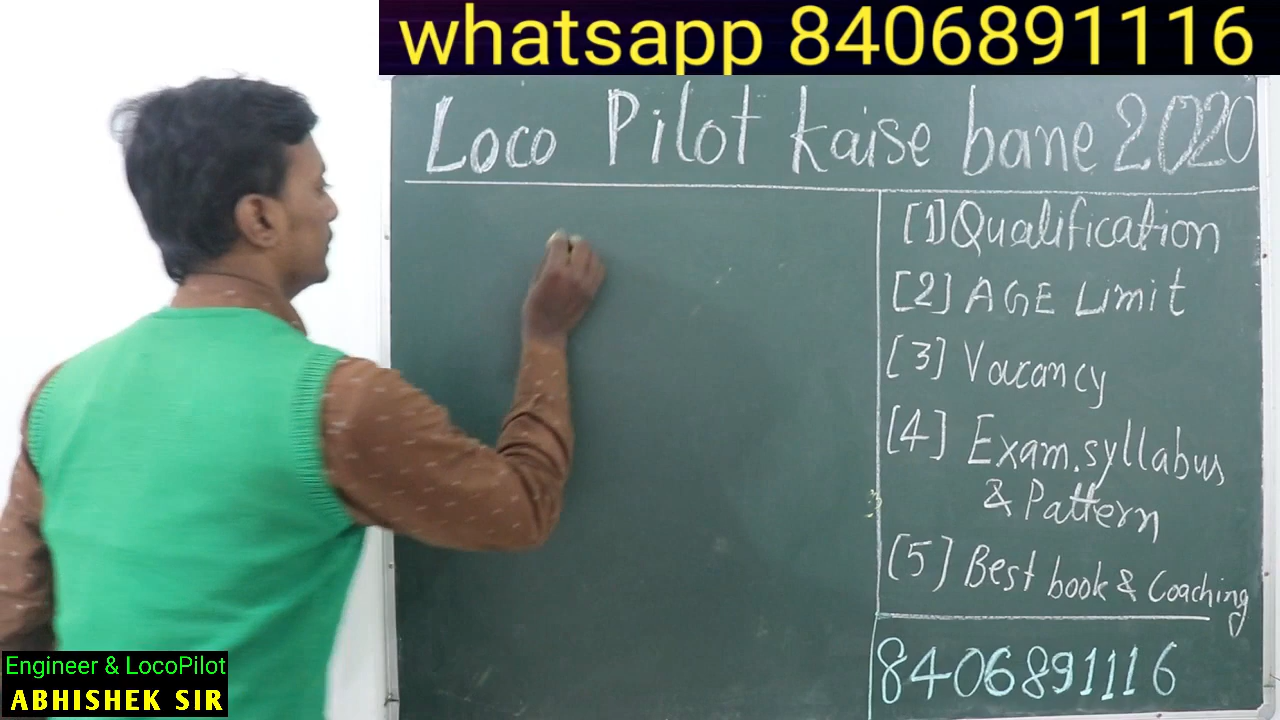 whatsapp 8406891116
Loco Pilot kaise bane 2020
[1] Qualification
[2] AGE Limit
[3] Vacancy
[4] Exam.syllabus
& Pattern
[5] Best book & Coaching
8406891116
Engineer & LocoPilot
ABHISHEK SIR